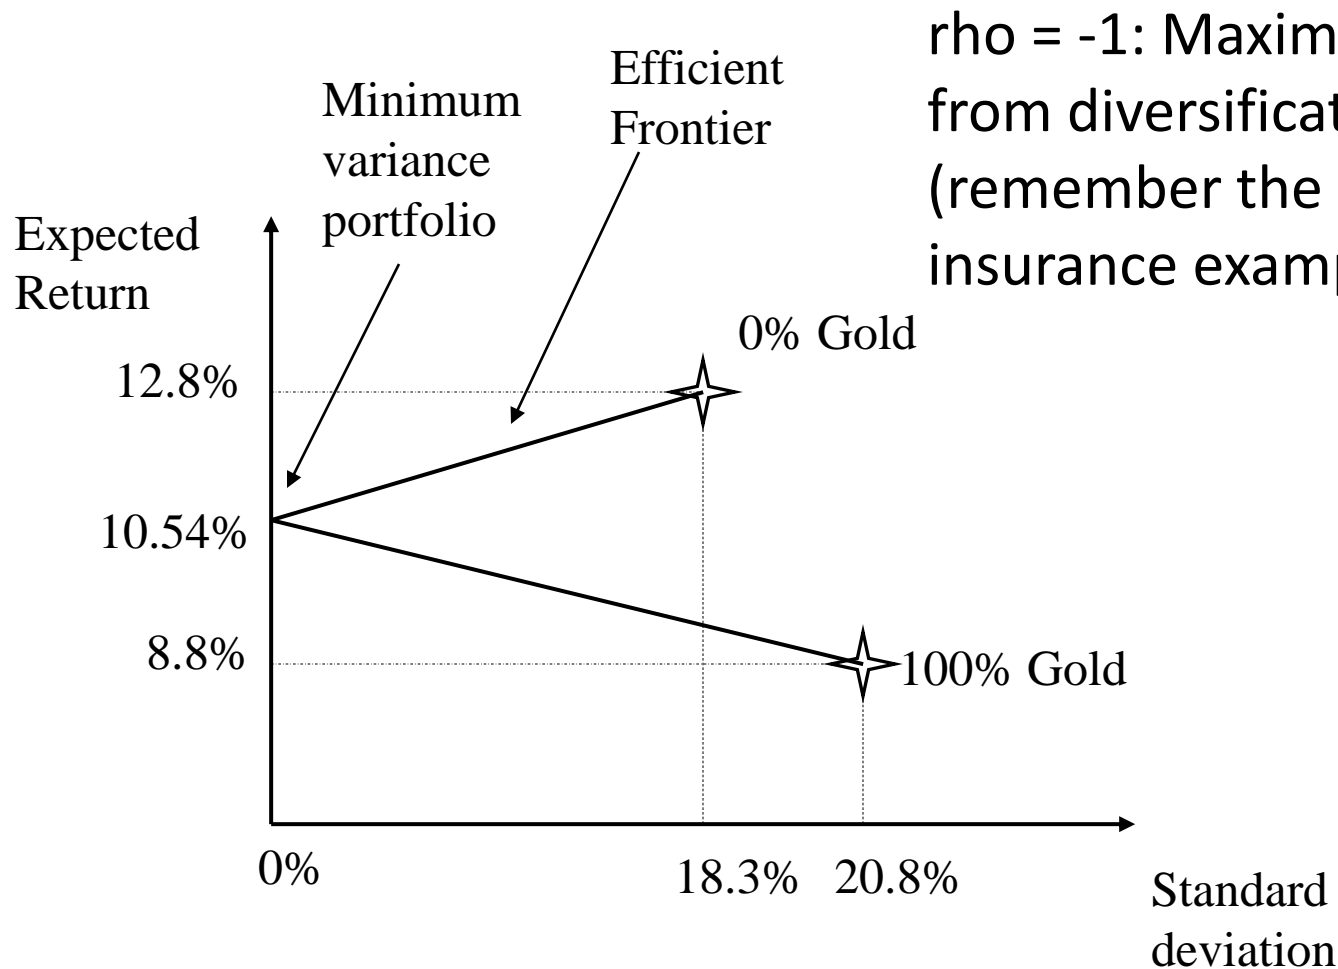 rho = -1: Maxim
from diversificat
(remember the
insurance examp
Efficient
Frontier
Minimum
variance
portfolio
Expected
Return
0% Gold
12.8%
10.54%
8.8%
100% Gold
0%
18.3%
20.8%
Standard
deviation